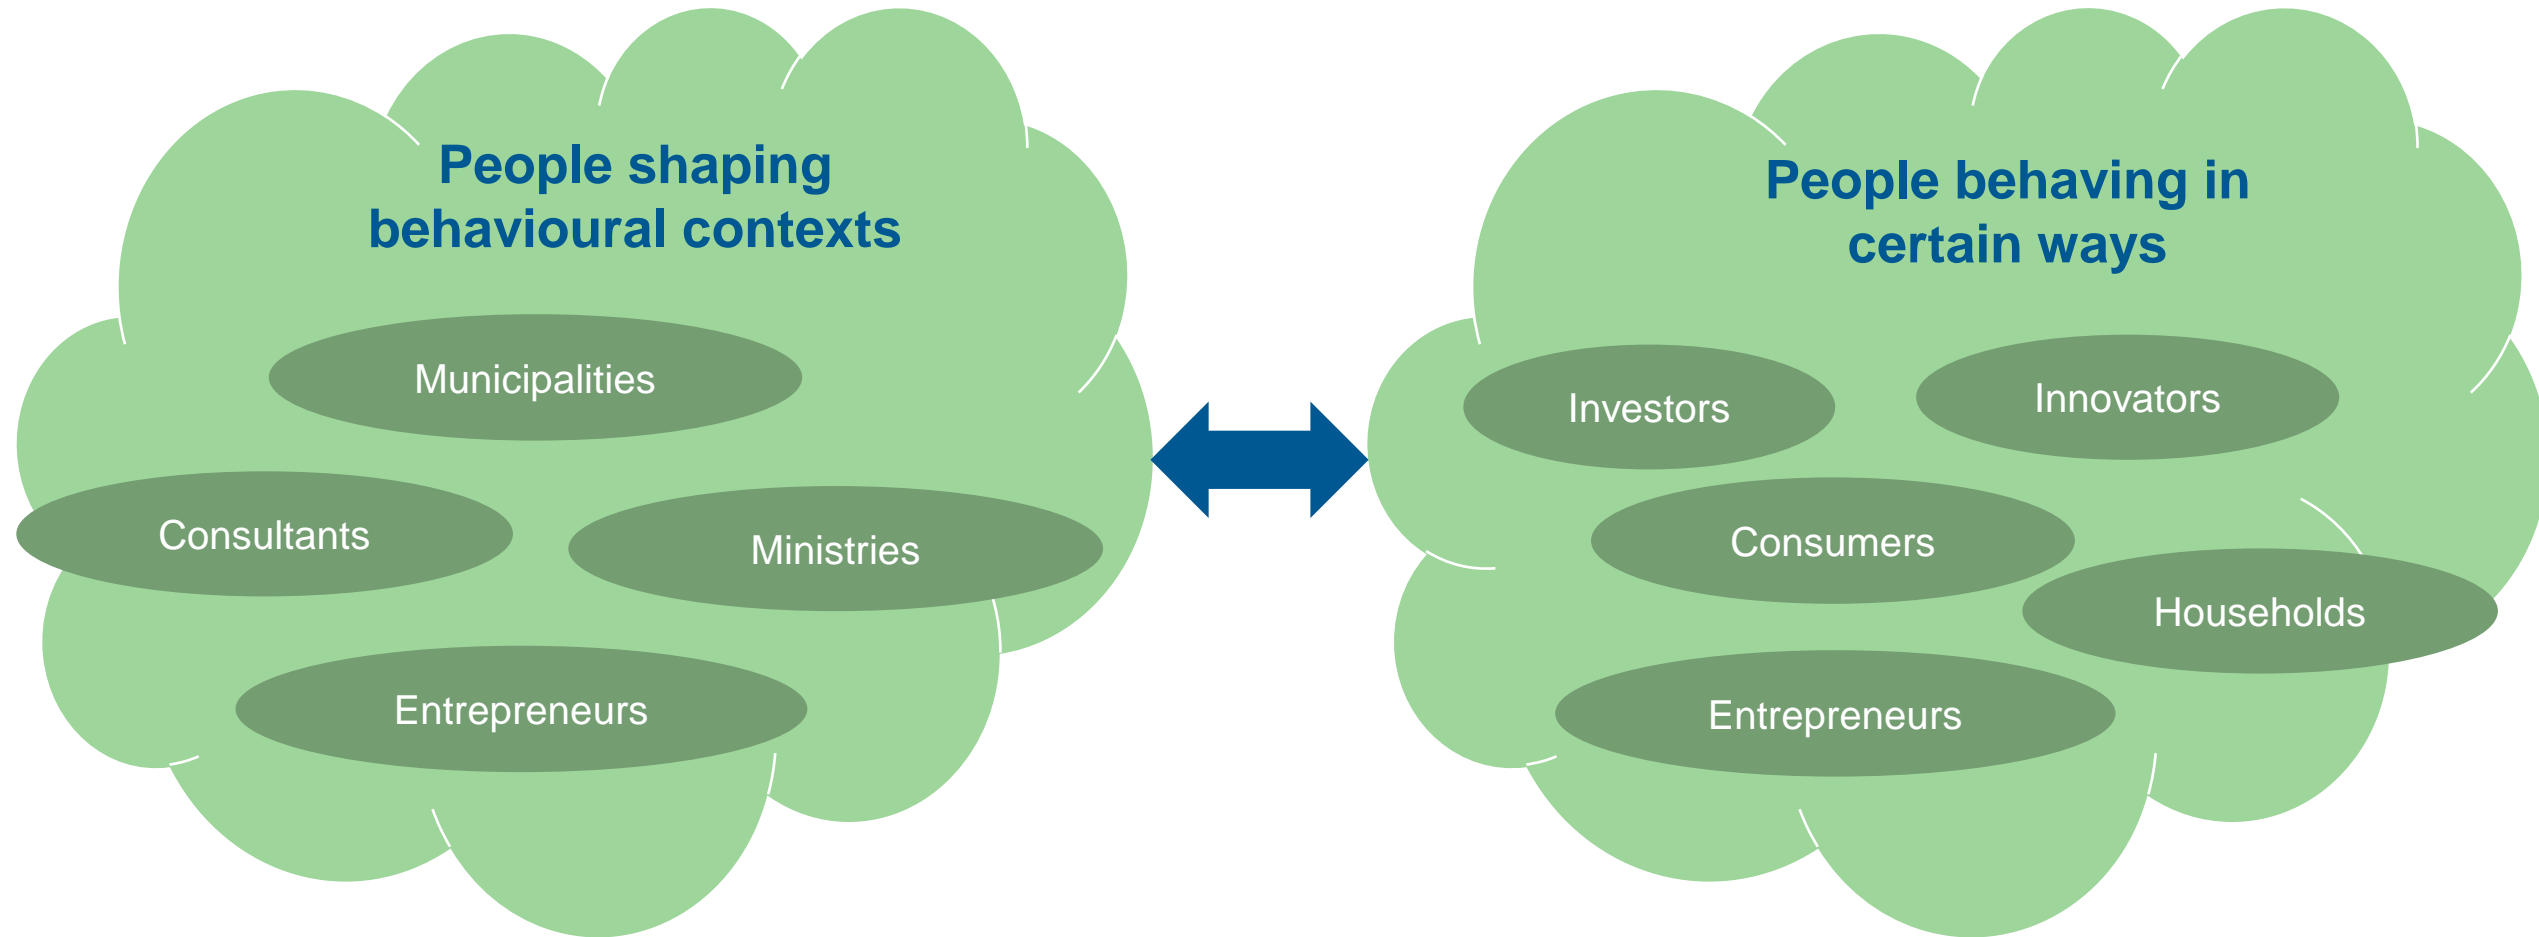 People shaping
behavioural contexts
Municipalities
Consultants
Ministries
Entrepreneurs
People behaving in
certain ways
Investors
Innovators
Consumers
Households
Entrepreneurs